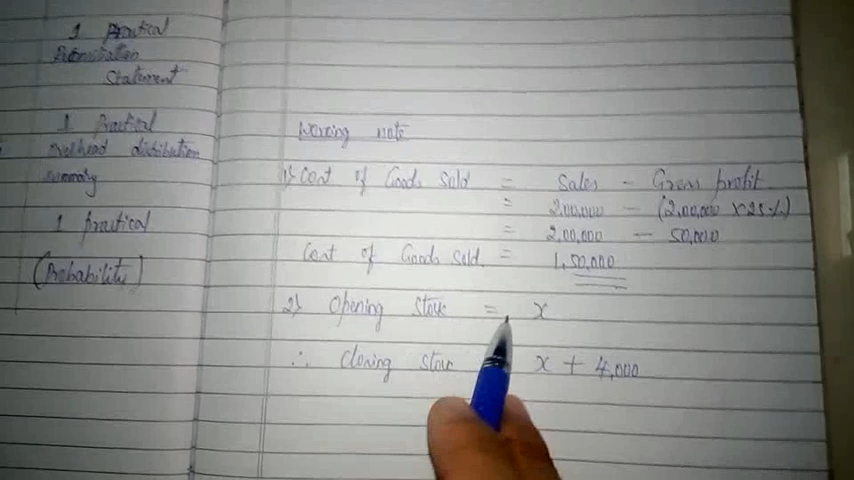 1 Practical
Reconciliation
Statement
1 Practical
Overhead distribution
summary
1 practical
(Probability)
Working note
1) Cost of Goods Sold = Sales - Gross profit
= 2,00,000 - (2,00,000 x 25%)
= 2,00,000 - 50,000
Cost of Goods Sold = 1,50,000
2) Opening stock = x
∴ Closing stock x + 4,000